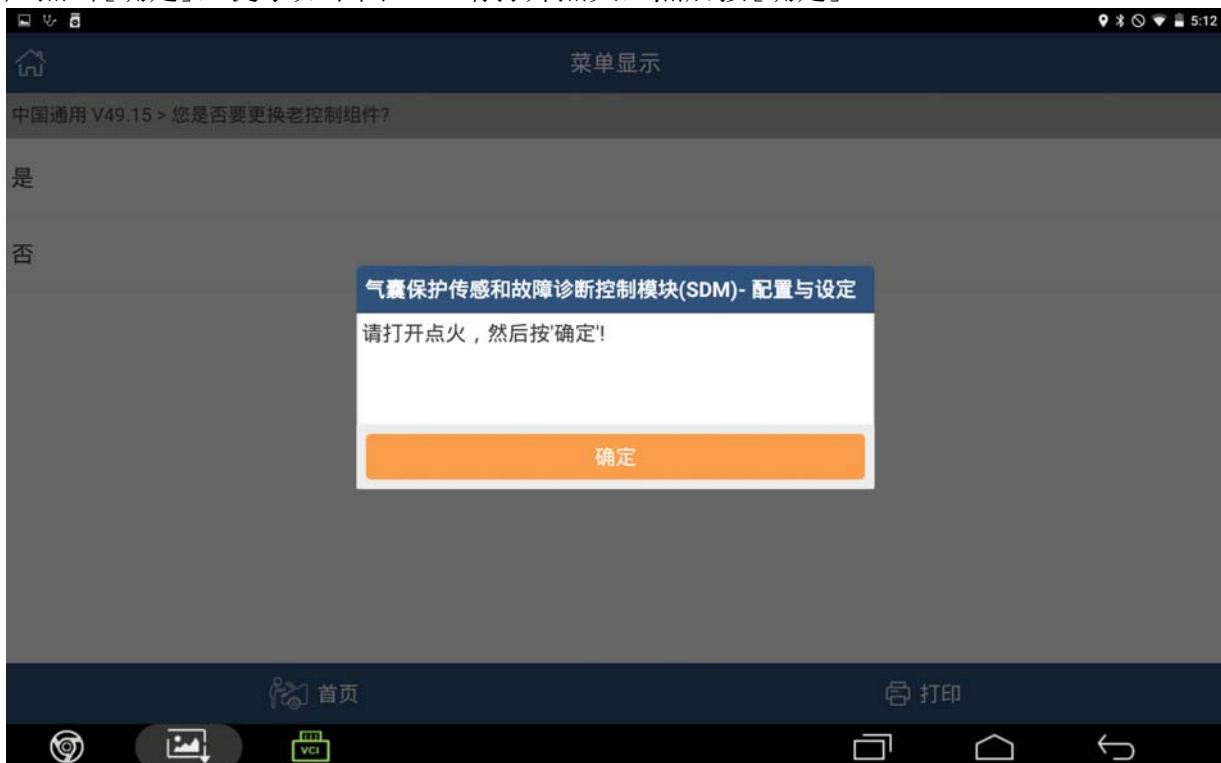 5:12
菜单显示
中国通用 V49.15 > 您是否要更换老控制组件?
是
否
气囊保护传感和故障诊断控制模块(SDM)- 配置与设定
请打开点火，然后按'确定'!
确定
首页
打印
VCI